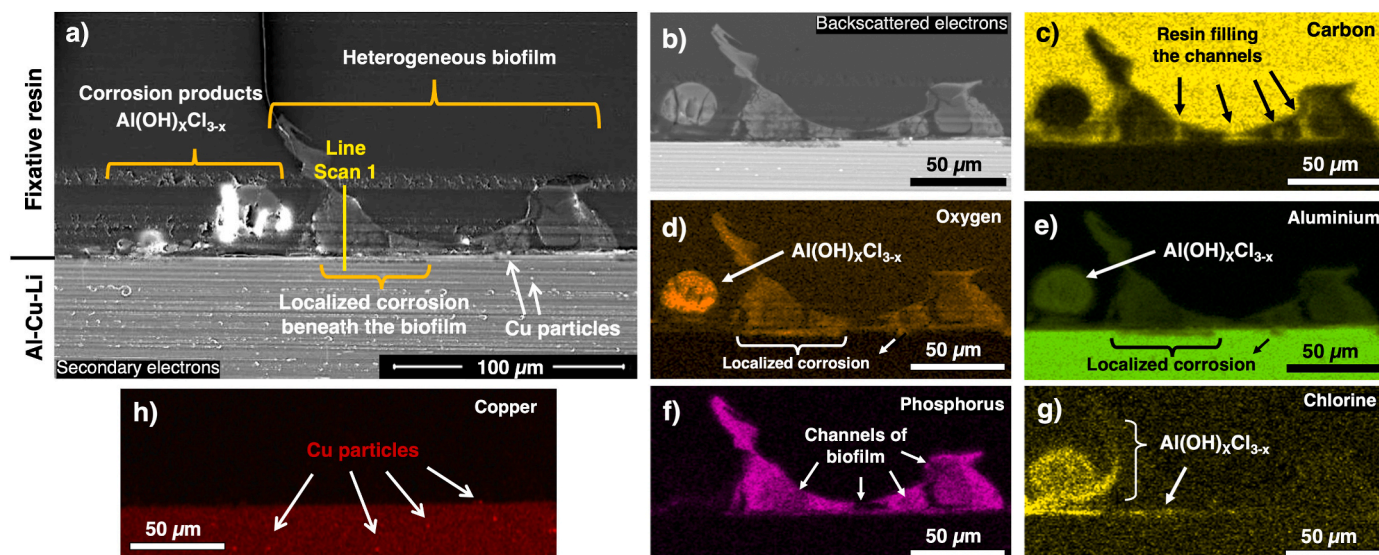 a)
Fixative resin
Al-Cu-Li
Heterogeneous biofilm
Corrosion products
Al(OH)XCl3-x
Line
Scan 1
Localized corrosion
beneath the biofilm
Cu particles
Secondary electrons
100 µm
b)
Backscattered electrons
50 µm
c)
Carbon
Resin filling
the channels
50 µm
d)
Oxygen
Al(OH)xCl3-x
Localized corrosion
50 µm
e)
Aluminium
Al(OH)xCl3-x
Localized corrosion
50 µm
h)
Copper
Cu particles
50 µm
f)
Phosphorus
Channels of
biofilm
50 µm
g)
Chlorine
Al(OH)xCl3-x
50 µm